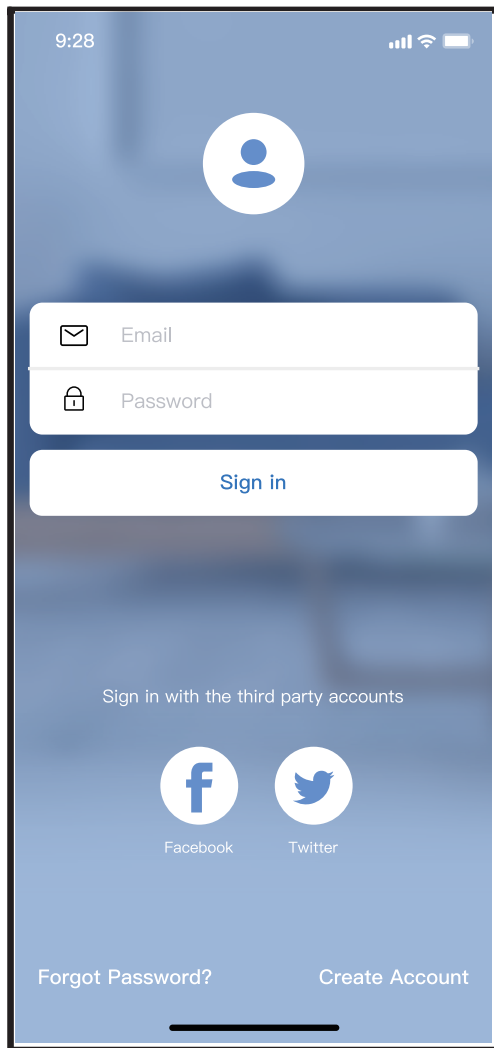 9:28
Email
Password
Sign in
Sign in with the third party accounts
Facebook
Twitter
Forgot Password?
Create Account